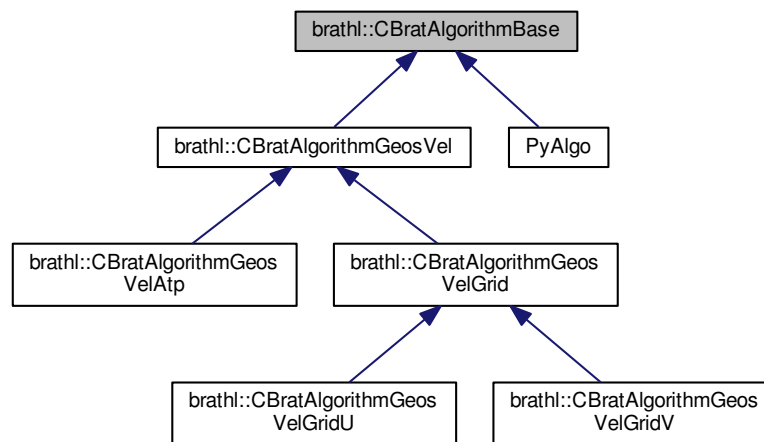 brathl::CBratAlgorithmBase
brathl::CBratAlgorithmGeosVel
PyAlgo
brathl::CBratAlgorithmGeos
VelAtp
brathl::CBratAlgorithmGeos
VelGrid
brathl::CBratAlgorithmGeos
VelGridU
brathl::CBratAlgorithmGeos
VelGridV